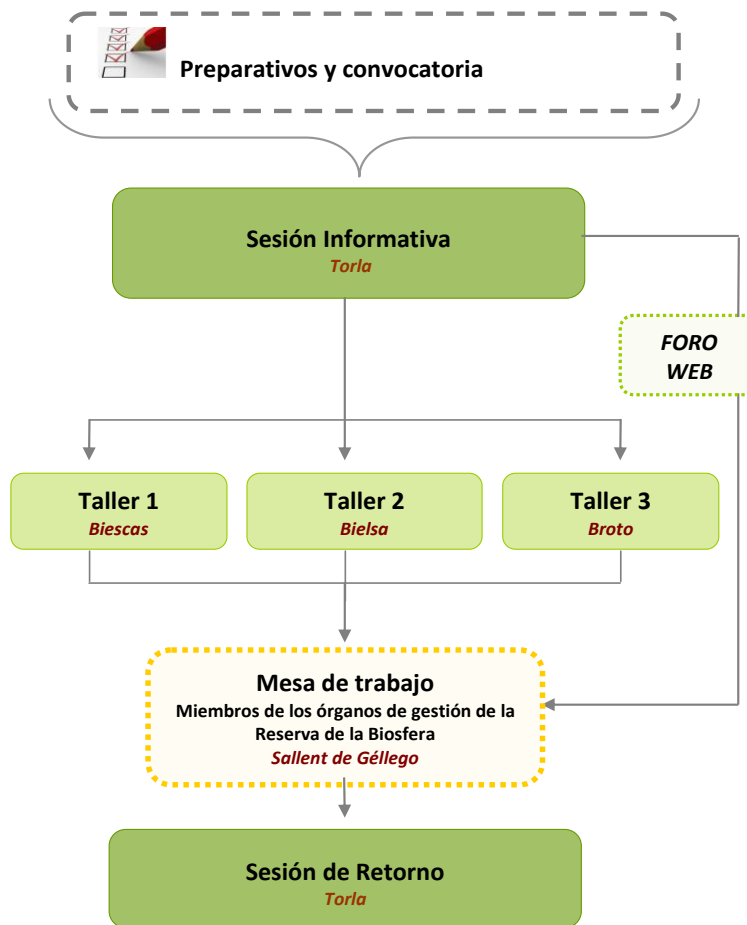 Preparativos y convocatoria
Sesión Informativa
Torla
FORO
WEB
Taller 1
Biescas
Taller 2
Bielsa
Taller 3
Broto
Mesa de trabajo
Miembros de los órganos de gestión de la
Reserva de la Biosfera
Sallent de Géllego
Sesión de Retorno
Torla